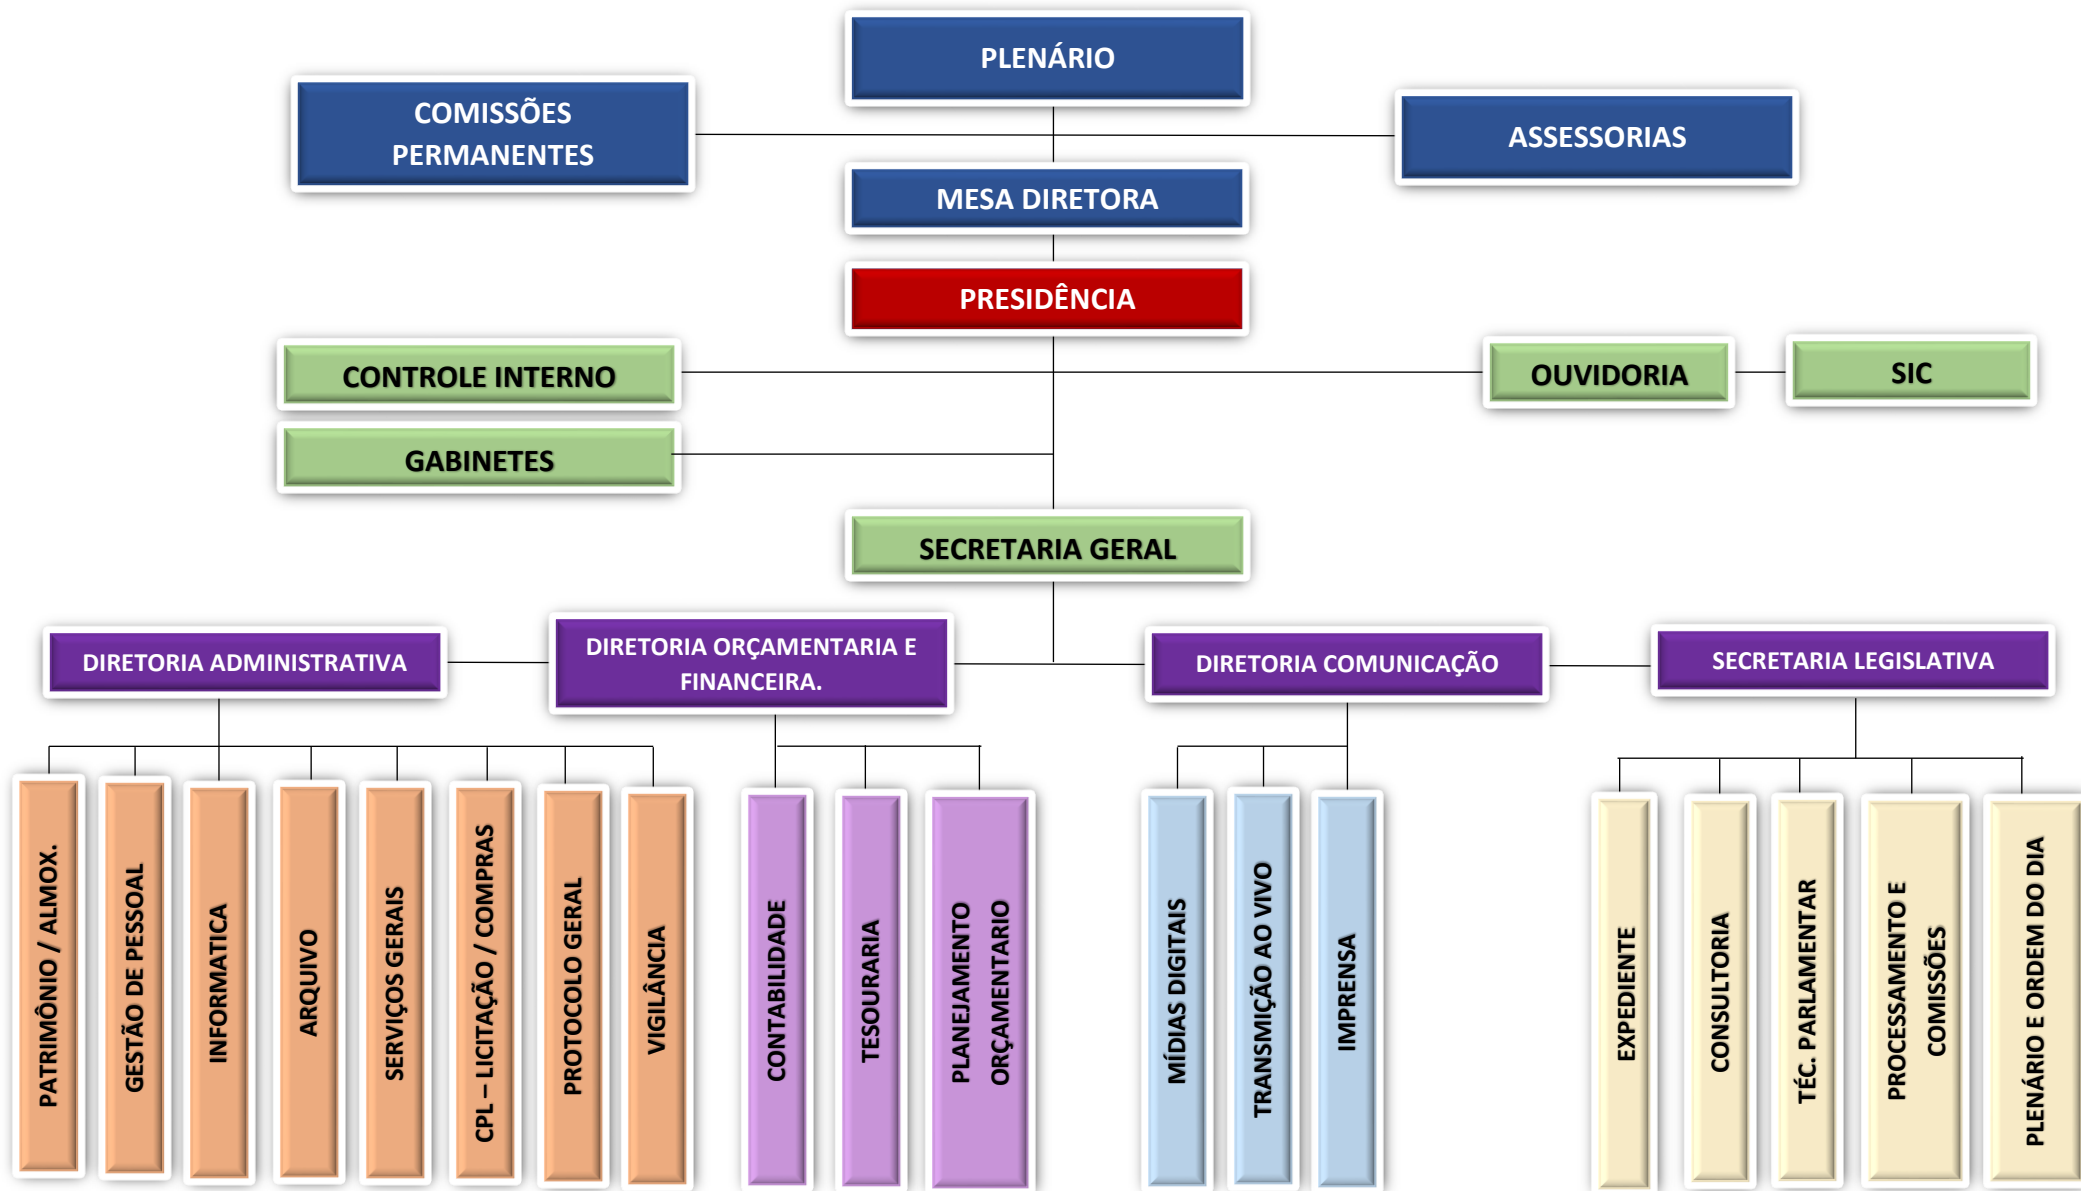 PLENÁRIO
COMISSÕES
PERMANENTES
ASSESSORIAS
MESA DIRETORA
PRESIDÊNCIA
CONTROLE INTERNO
OUVIDORIA
SIC
GABINETES
SECRETARIA GERAL
DIRETORIA ADMINISTRATIVA
DIRETORIA ORÇAMENTARIA E
FINANCEIRA.
DIRETORIA COMUNICAÇÃO
SECRETARIA LEGISLATIVA
PATRIMÔNIO / ALMOX.
GESTÃO DE PESSOAL
INFORMATICA
ARQUIVO
SERVIÇOS GERAIS
CPL – LICITAÇÃO / COMPRAS
PROTOCOLO GERAL
VIGILÂNCIA
CONTABILIDADE
TESOURARIA
PLANEJAMENTO
ORÇAMENTARIO
MÍDIAS DIGITAIS
TRANSMIÇÃO AO VIVO
IMPRENSA
EXPEDIENTE
CONSULTORIA
TÉC. PARLAMENTAR
PROCESSAMENTO E
COMISSÕES
PLENÁRIO E ORDEM DO DIA